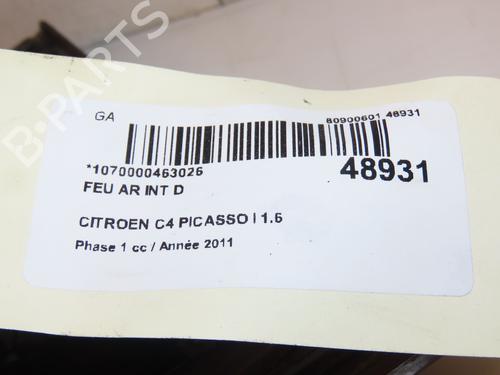 GA
80900601 48931
*1070000463026
48931
FEU AR INT D
CITROEN C4 PICASSO I 1.6
Phase 1 cc / Année 2011
B-PARTS